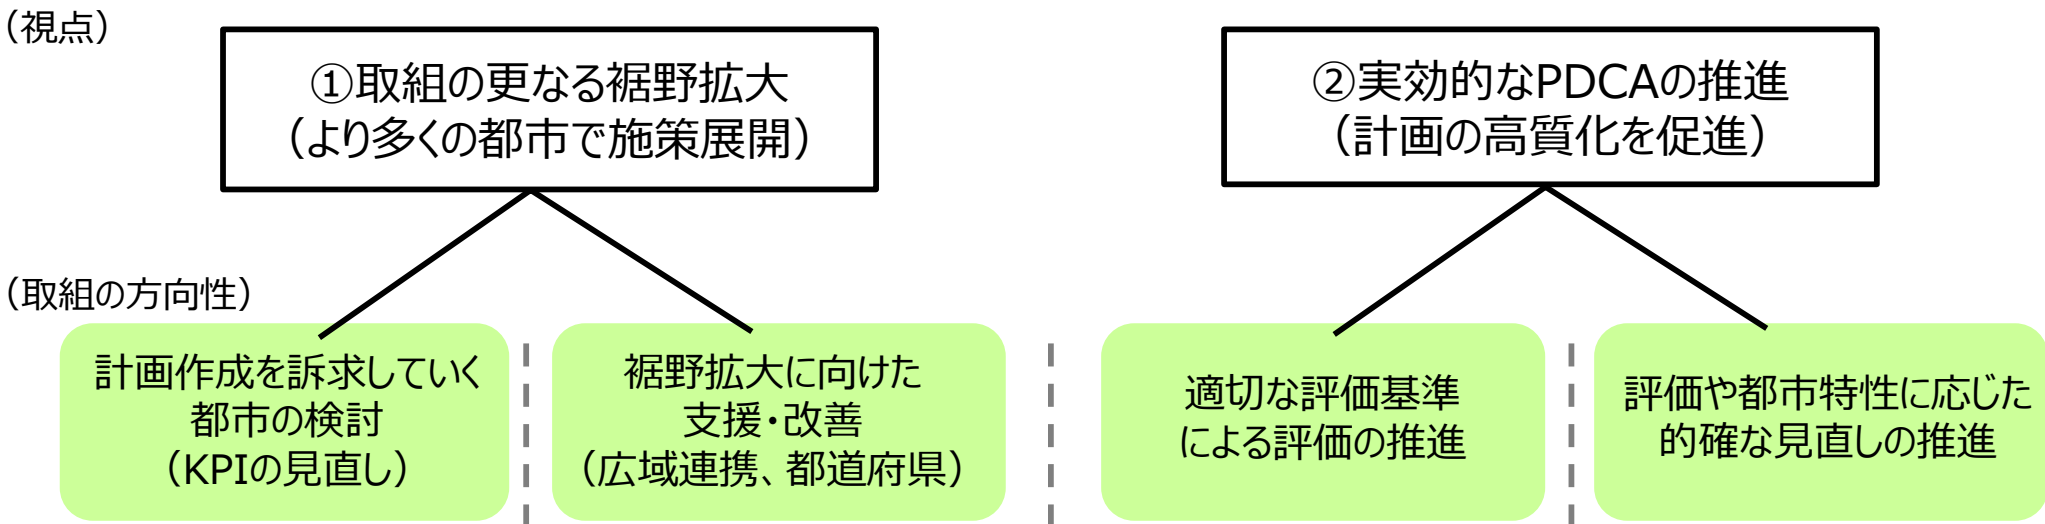 （視点）
①取組の更なる裾野拡大
（より多くの都市で施策展開）
②実効的なPDCAの推進
（計画の高質化を促進）
（取組の方向性）
計画作成を訴求していく
都市の検討
（KPIの見直し）
裾野拡大に向けた
支援・改善
（広域連携、都道府県）
適切な評価基準
による評価の推進
評価や都市特性に応じた
的確な見直しの推進